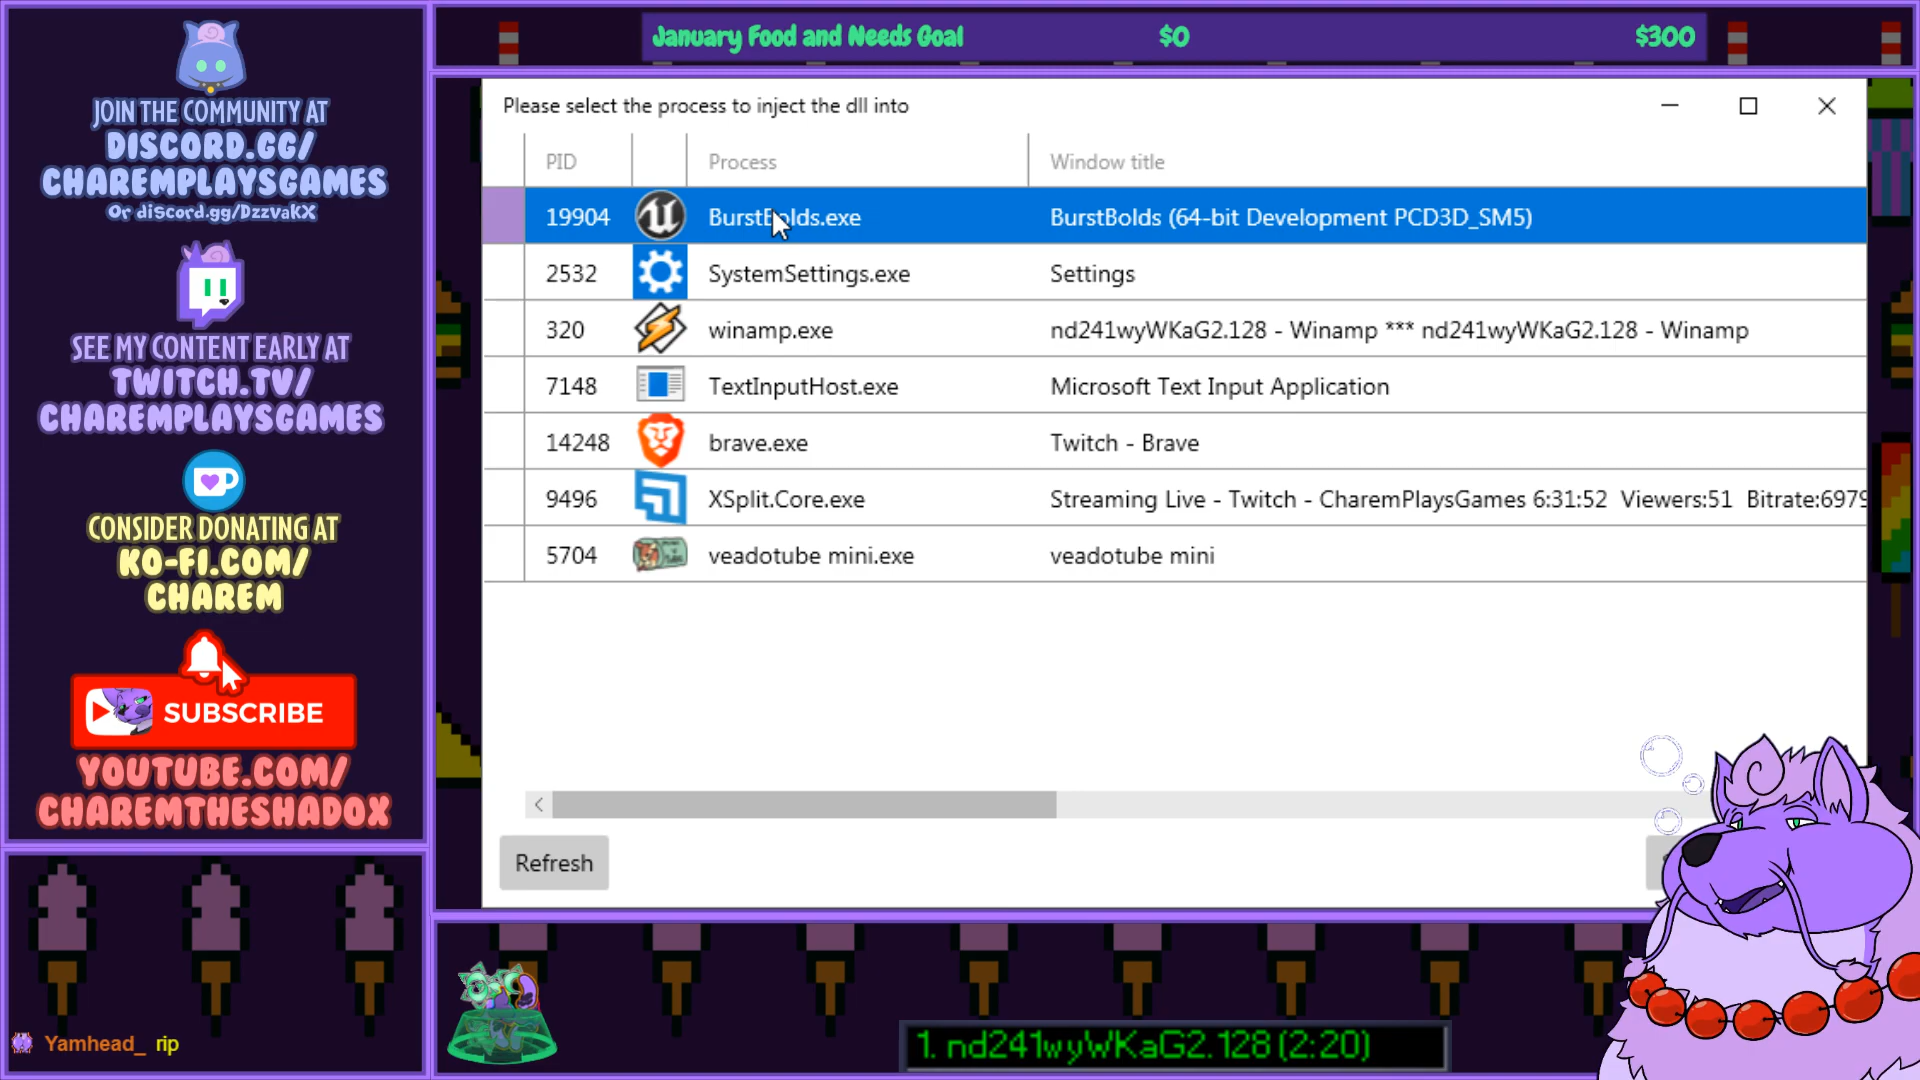 JOIN THE COMMUNITY AT
DISCORD.GG/
CHAREMPLAYSGAMES
Or discord.gg/DzzvakX
SEE MY CONTENT EARLY AT
TWITCH.TV/
CHAREMPLAYSGAMES
CONSIDER DONATING AT
KO-FI.COM/
CHAREM
SUBSCRIBE
YOUTUBE.COM/
CHAREMTHESHADOX
Yamhead_ rip
January Food and Needs Goal $0 $300
Please select the process to inject the dll into
PID Process Window title
19904 BurstBolds.exe BurstBolds (64-bit Development PCD3D_SM5)
2532 SystemSettings.exe Settings
320 winamp.exe nd241wyWKaG2.128 - Winamp *** nd241wyWKaG2.128 - Winamp
7148 TextInputHost.exe Microsoft Text Input Application
14248 brave.exe Twitch - Brave
9496 XSplit.Core.exe Streaming Live - Twitch - CharemPlaysGames 6:31:52 Viewers:51 Bitrate:6979
5704 veadotube mini.exe veadotube mini
Refresh
1. nd241wyWKaG2.128 (2:20)